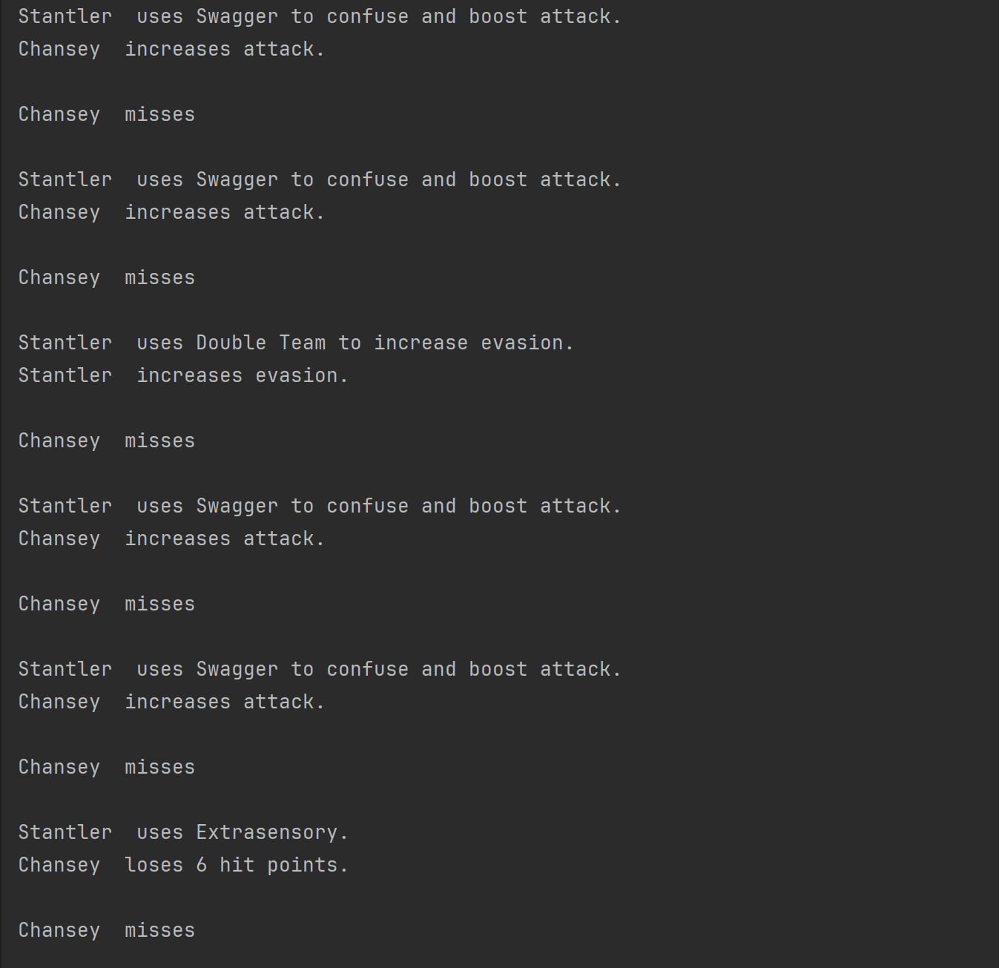 Stantler  uses Swagger to confuse and boost attack.
Chansey  increases attack.
Chansey  misses
Stantler  uses Swagger to confuse and boost attack.
Chansey  increases attack.
Chansey  misses
Stantler  uses Double Team to increase evasion.
Stantler  increases evasion.
Chansey  misses
Stantler  uses Swagger to confuse and boost attack.
Chansey  increases attack.
Chansey  misses
Stantler  uses Swagger to confuse and boost attack.
Chansey  increases attack.
Chansey  misses
Stantler  uses Extrasensory.
Chansey  loses 6 hit points.
Chansey  misses